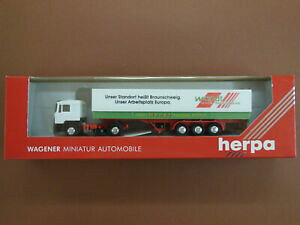 Unser Standort heißt Braunschweig.
Unser Arbeitsplatz Europa.
WAGENER MINIATUR AUTOMOBILE
herpa